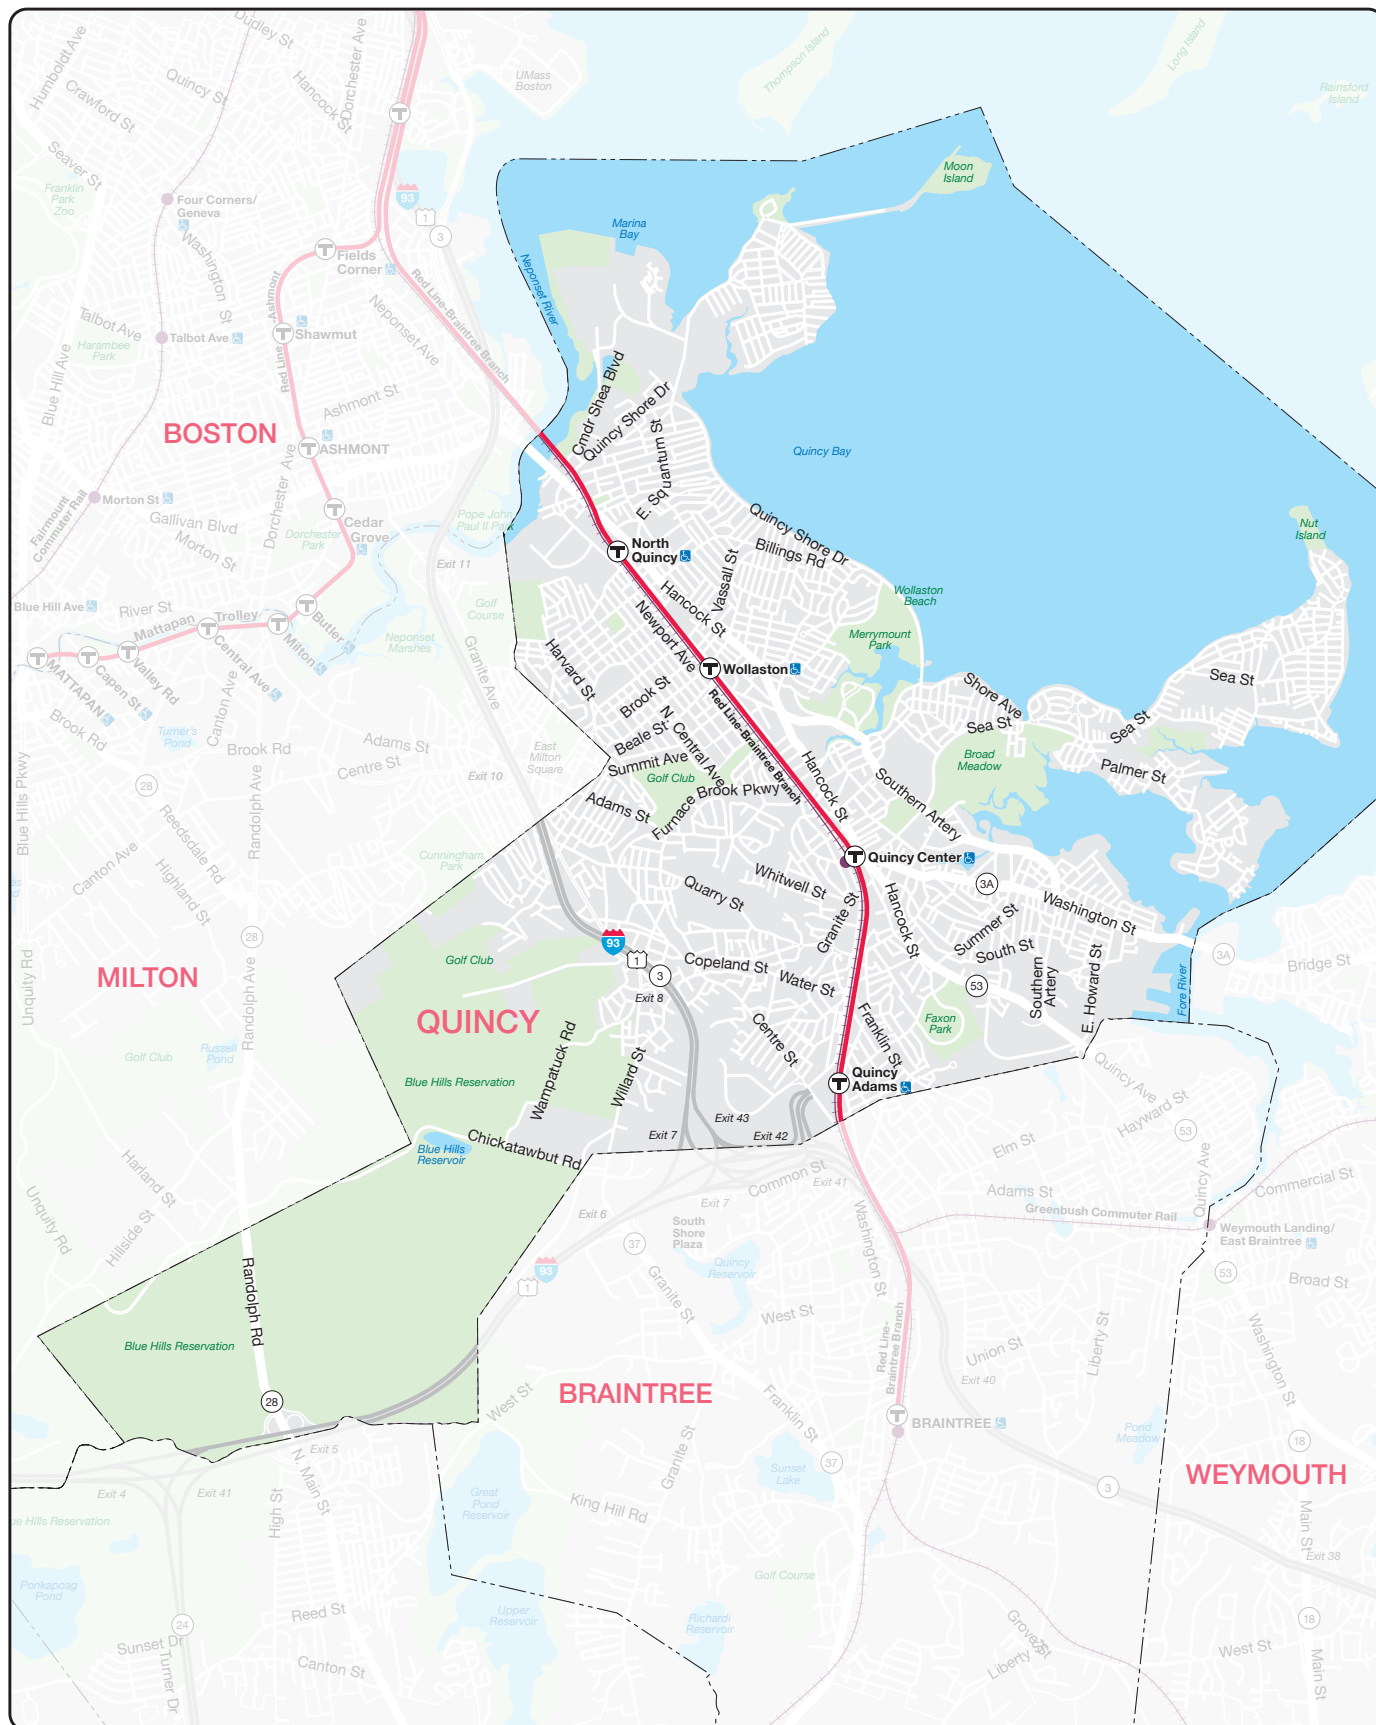 Dudley St
Humboldt Ave
Crawford St
Quincy St
Hancock St
Dorchester Ave
UMass
Boston
Thompson Island
Long Island
Rainsford
Island
Seaver St
Franklin
Park
Zoo
Four Corners/
Geneva
Washington St
93
1
3
Fields
Corner
Neponset River
Marina
Bay
Moon
Island
Red Line-Braintree Branch
Red Line-Ashmont
Neponset Ave
Talbot Ave
Harambee
Park
Talbot Ave
Shawmut
Blue Hill Ave
Ashmont St
BOSTON
ASHMONT
Cmdr Shea Blvd
Quincy Shore Dr
E. Squantum St
Quincy Bay
Morton St
Fairmount
Commuter Rail
Gallivan Blvd
Morton St
Dorchester Ave
Cedar
Grove
Dorchester
Park
Pope John
Paul II Park
Exit 11
North
Quincy
Quincy Shore Dr
Billings Rd
Vassall St
Hancock St
Newport Ave
Nut
Island
Wollaston
Beach
Merrymount
Park
Blue Hill Ave
River St
Mattapan
Trolley
Butler
Milton
Central Ave
Valley Rd
Capen St
MATTAPAN
Golf
Course
Neponset
Marshes
Granite Ave
Harvard St
Wollaston
Brook St
Beale St
N. Central Ave
Red Line-Braintree Branch
Sea St
Shore Ave
Sea St
Sea St
Palmer St
Broad
Meadow
Brook Rd
Turner's
Pond
Canton Ave
Brook Rd
Adams St
Centre St
East
Milton
Square
Exit 10
Summit Ave
Golf Club
Furnace Brook Pkwy
Adams St
Hancock St
Southern Artery
28
Blue Hills Pkwy
Reedsdale Rd
Randolph Ave
Canton Ave
Highland St
Cunningham
Park
Quincy Center
Whitwell St
Quarry St
3A
Washington St
Granite St
Hancock St
Summer St
South St
28
93
1
3
Exit 8
Golf Club
Copeland St
Water St
53
Southern
Artery
E. Howard St
Fore River
3A
Bridge St
Unquity Rd
MILTON
QUINCY
Randolph Ave
Golf Club
Russell
Pond
Blue Hills Reservation
Wampatuck Rd
Willard St
Centre St
Franklin St
Faxon
Park
Quincy
Adams
Quincy Ave
Hayward St
53
Exit 43
Exit 7
Exit 42
Chickatawbut Rd
Blue Hills
Reservoir
Elm St
Harland St
Unquity Rd
Hillside St
Common St
Exit 41
Exit 7
Exit 6
Adams St
Quincy Ave
Commercial St
Greenbush Commuter Rail
Weymouth Landing/
East Braintree
South
Shore
Plaza
37
Washington St
Quincy
Reservoir
93
1
Granite St
53
Broad St
Randolph Rd
Blue Hills Reservation
West St
Red Line-
Braintree Branch
Union St
Liberty St
Washington St
Exit 40
28
West St
BRAINTREE
Franklin St
BRAINTREE
Pond
Meadow
Exit 5
N. Main St
Granite St
37
18
Exit 4
Exit 41
High St
Great
Pond
Reservoir
King Hill Rd
Sunset
Lake
3
WEYMOUTH
ue Hills Reservation
Main St
Exit 38
Ponkapoag
Pond
Golf Course
24
Reed St
Upper
Reservoir
Richardi
Reservoir
Grove St
Liberty St
18
West St
Sunset Dr
Turner Dr
Canton St
Main St